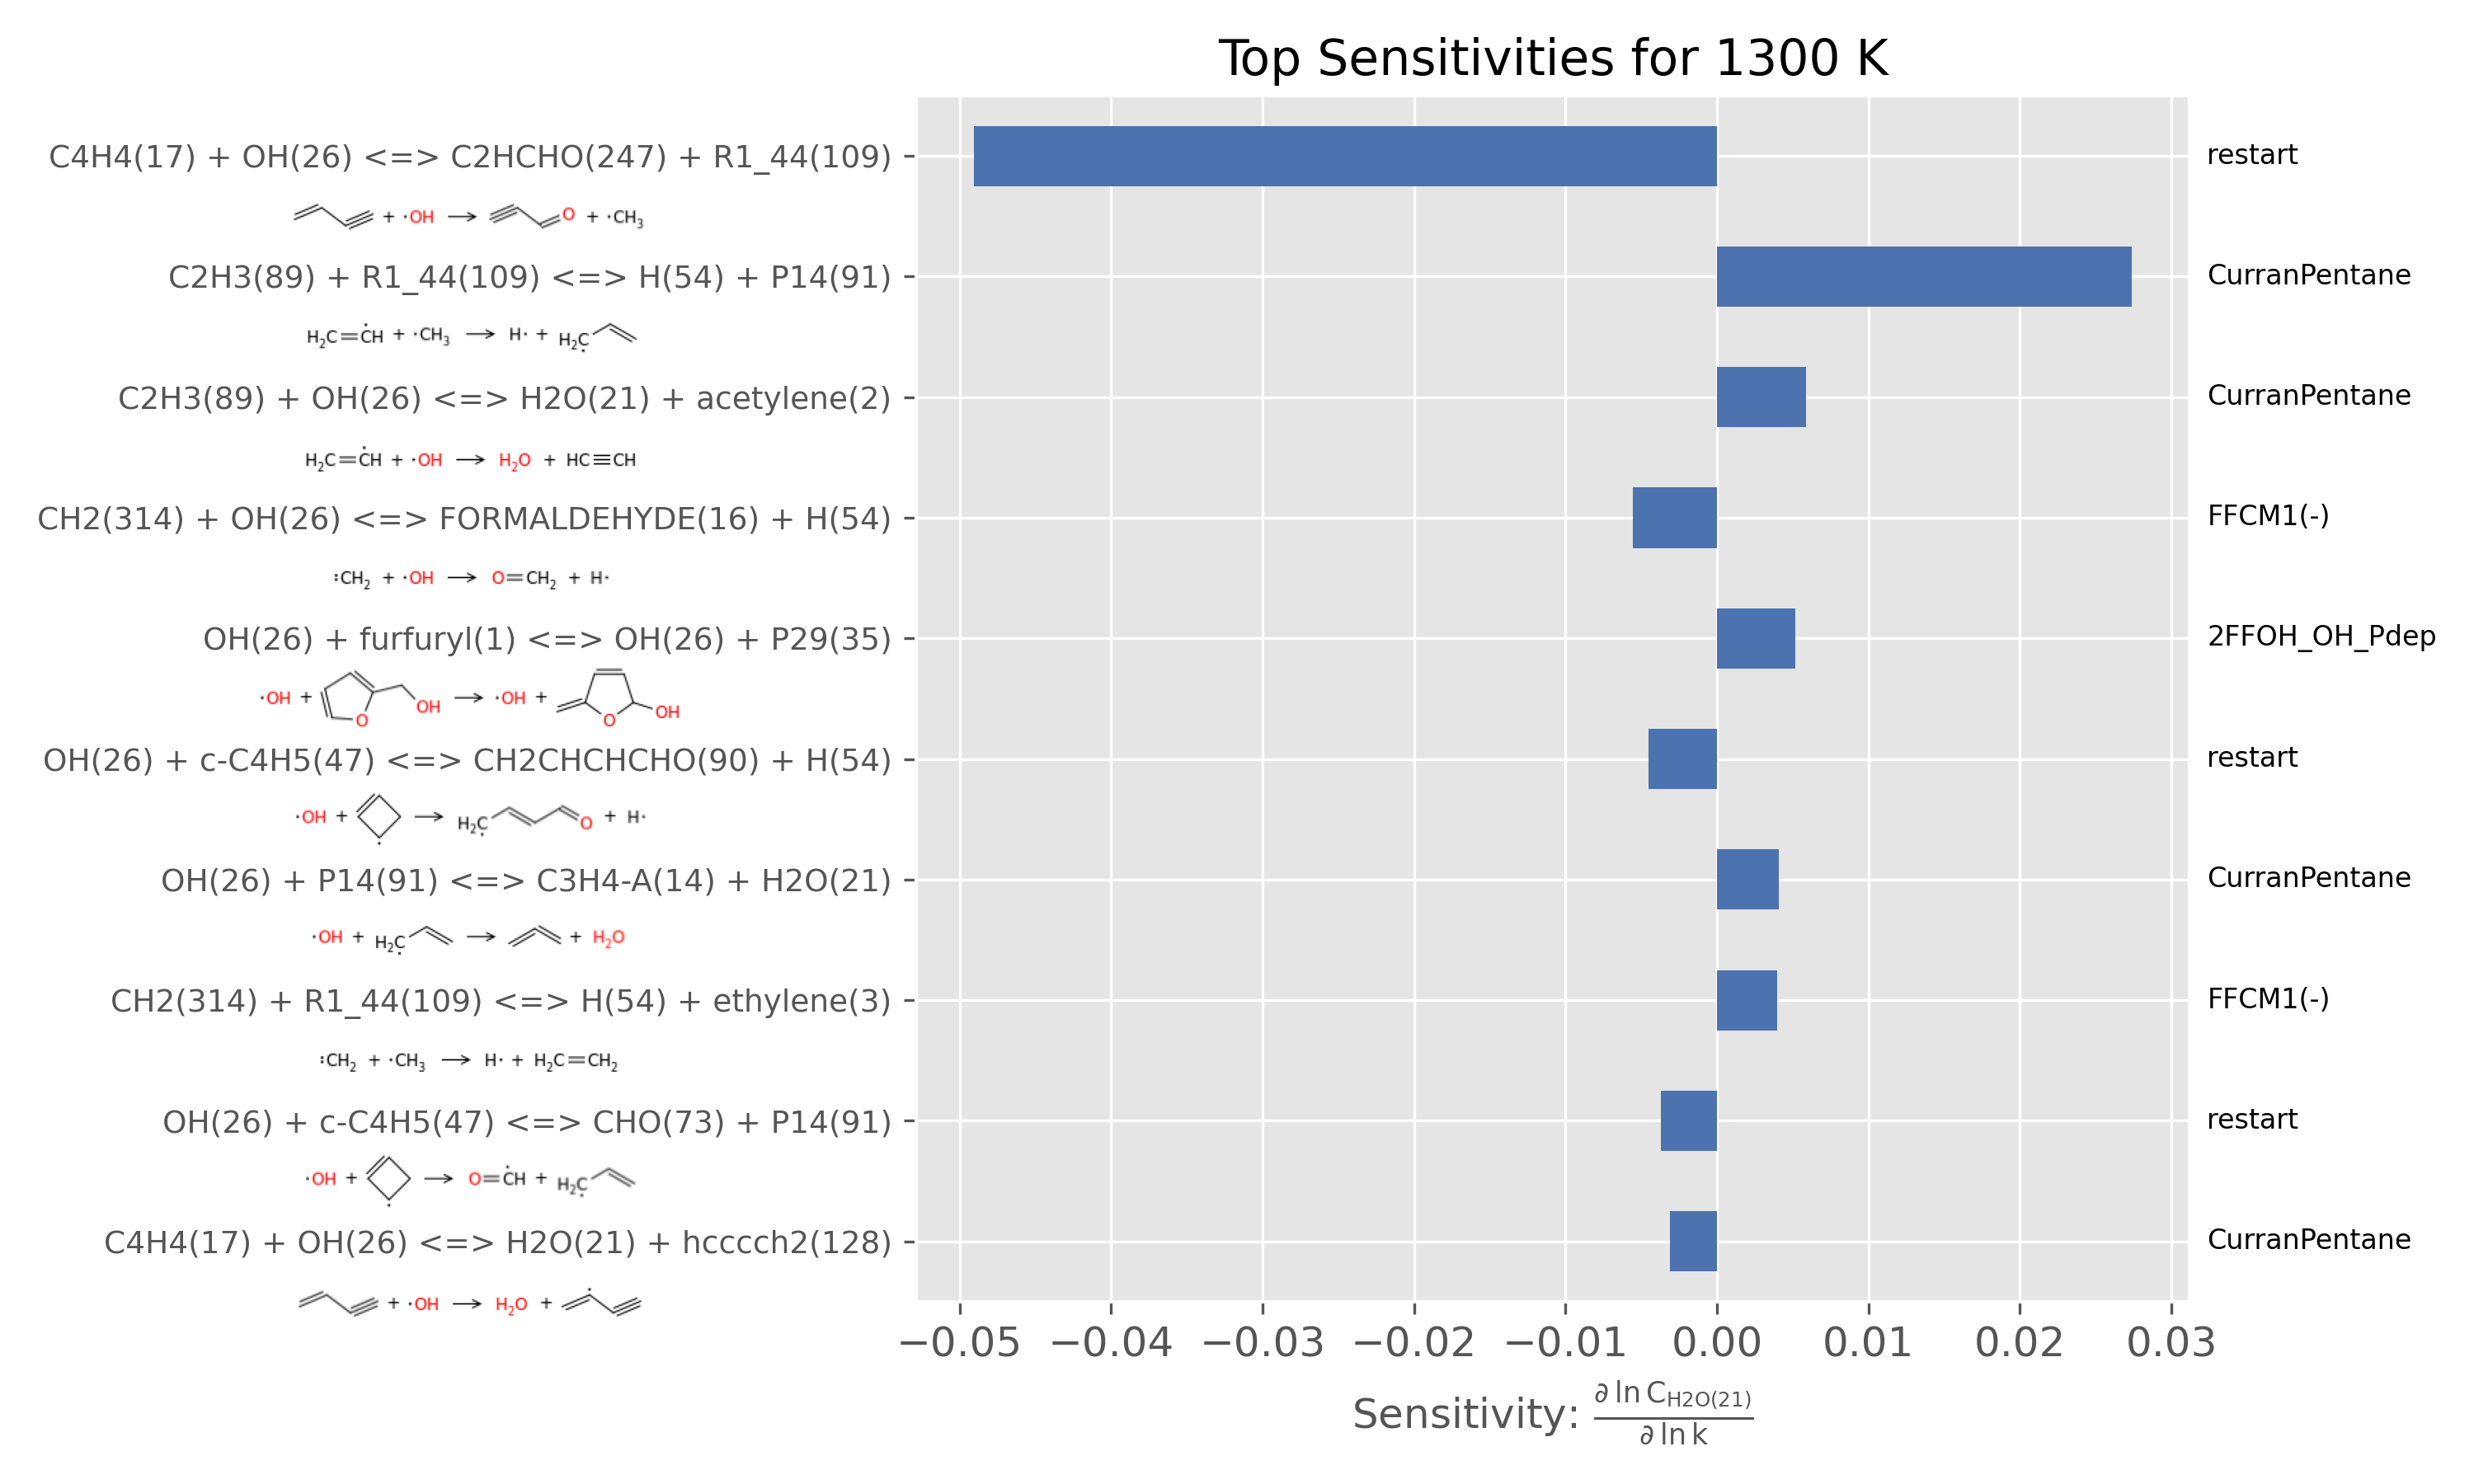 Top Sensitivities for 1300 K
C4H4(17) + OH(26) <=> C2HCHO(247) + R1_44(109)
restart
+ ·OH → O + ·CH3
C2H3(89) + R1_44(109) <=> H(54) + P14(91)
CurranPentane
H2C=CH + ·CH3 → H· + H2C
C2H3(89) + OH(26) <=> H2O(21) + acetylene(2)
CurranPentane
H2C=CH + ·OH → H2O + HC≡CH
CH2(314) + OH(26) <=> FORMALDEHYDE(16) + H(54)
FFCM1(-)
:CH2 + ·OH → O=CH2 + H·
OH(26) + furfuryl(1) <=> OH(26) + P29(35)
2FFOH_OH_Pdep
·OH + O OH → ·OH + O OH
OH(26) + c-C4H5(47) <=> CH2CHCHCHO(90) + H(54)
restart
·OH + → H2C O + H·
OH(26) + P14(91) <=> C3H4-A(14) + H2O(21)
CurranPentane
·OH + H2C → + H2O
CH2(314) + R1_44(109) <=> H(54) + ethylene(3)
FFCM1(-)
:CH2 + ·CH3 → H· + H2C=CH2
OH(26) + c-C4H5(47) <=> CHO(73) + P14(91)
restart
·OH + → O=CH + H2C
C4H4(17) + OH(26) <=> H2O(21) + hcccch2(128)
CurranPentane
+ ·OH → H2O +
−0.05 −0.04 −0.03 −0.02 −0.01 0.00 0.01 0.02 0.03
Sensitivity: ∂ ln C_H2O(21) / ∂ ln k